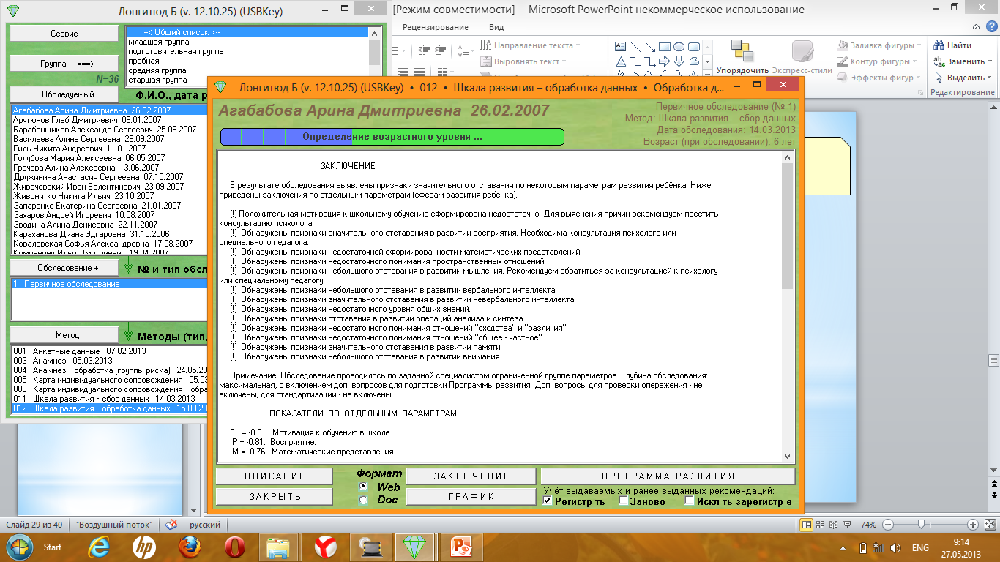 Лонгитюд Б (v. 12.10.25) (USBKey)
[Режим совместимости] - Microsoft PowerPoint некоммерческое использование
Рецензирование Вид
Сервис
--< Общий список >--
младшая группа
подготовительная группа
пробная
средняя группа
старшая группа
Группа ===>
N=36
Направление текста
Выровнять текст
Упорядочить
Экспресс-стили
Заливка фигуры
Контур фигуры
Эффекты фигур
Найти
Заменить
Выделить
Редактирование
Обследуемый
Ф.И.О., дата р
Агабабова Арина Дмитриевна 26.02.2007
Арутюнов Глеб Дмитриевич 09.01.2007
Барабанщиков Александр Сергеевич 25.09.2007
Васильева Алина Сергеевна 29.09.2007
Гиль Никита Андреевич 11.01.2007
Голубова Мария Алексеевна 06.05.2007
Грачева Алина Алексеевна 13.06.2007
Дружинина Анастасия Сергеевна 07.10.2007
Живачевский Иван Валентинович 23.09.2007
Живонитко Никита Ильич 23.10.2007
Запаренко Екатерина Сергеевна 21.01.2007
Захаров Андрей Игоревич 10.08.2007
Зводина Алина Денисовна 22.11.2007
Караханова Диана Эдгаровна 31.10.2006
Ковалевская Софья Александровна 17.08.2007
Компаниец Илья Дмитриевич 19.04.2007
Обследование +
№ и тип обсл
1 Первичное обследование
Метод
Методы (тип,
001 Анкетные данные 07.02.2013
003 Анамнез 05.03.2013
004 Анамнез - обработка (группы риска) 24.05.20
005 Карта индивидуального сопровождения 05.03
006 Карта индивидуального сопровождения - обра
011 Шкала развития - сбор данных 14.03.2013
012 Шкала развития - обработка данных 15.03.20
Лонгитюд Б (v. 12.10.25) (USBKey) • 012 • Шкала развития – обработка данных • Обработка д...
Агабабова Арина Дмитриевна 26.02.2007
Первичное обследование (№ 1)
Метод: Шкала развития – сбор данных
Дата обследования: 14.03.2013
Возраст (при обследовании): 6 лет
Определение возрастного уровня ...
ЗАКЛЮЧЕНИЕ
В результате обследования выявлены признаки значительного отставания по некоторым параметрам развития ребёнка. Ниже
приведены заключения по отдельным параметрам (сферам развития ребёнка).
(!) Положительная мотивация к школьному обучению сформирована недостаточно. Для выяснения причин рекомендуем посетить
консультацию психолога.
(!) Обнаружены признаки значительного отставания в развитии восприятия. Необходима консультация психолога или
специального педагога.
(!) Обнаружены признаки недостаточной сформированности математических представлений.
(!) Обнаружены признаки недостаточного понимания пространственных отношений.
(!) Обнаружены признаки небольшого отставания в развитии мышления. Рекомендуем обратиться за консультацией к психологу
или специальному педагогу.
(!) Обнаружены признаки небольшого отставания в развитии вербального интеллекта.
(!) Обнаружены признаки значительного отставания в развитии невербального интеллекта.
(!) Обнаружены признаки недостаточного уровня общих знаний.
(!) Обнаружены признаки отставания в развитии операций анализа и синтеза.
(!) Обнаружены признаки недостаточного понимания отношений "сходства" и "различия".
(!) Обнаружены признаки недостаточного понимания отношений "общее - частное".
(!) Обнаружены признаки значительного отставания в развитии памяти.
(!) Обнаружены признаки небольшого отставания в развитии внимания.
Примечание: Обследование проводилось по заданной специалистом ограниченной группе параметров. Глубина обследования:
максимальная, с включением доп. вопросов для подготовки Программы развития. Доп. вопросы для проверки опережения - не
включены, для стандартизации - не включены.
ПОКАЗАТЕЛИ ПО ОТДЕЛЬНЫМ ПАРАМЕТРАМ
SL = -0.31. Мотивация к обучению в школе.
IP = -0.81. Восприятие.
IM = -0.76. Математические представления.
ОПИСАНИЕ
Формат
ЗАКЛЮЧЕНИЕ
ПРОГРАММА РАЗВИТИЯ
Web
Учёт выдаваемых и ранее выданных рекомендаций:
ЗАКРЫТЬ
Doc
ГРАФИК
Регистр-ть Заново Искл-ть зарегистр-е
Слайд 29 из 40 "Воздушный поток" русский
74%
Start
ENG
9:14
27.05.2013